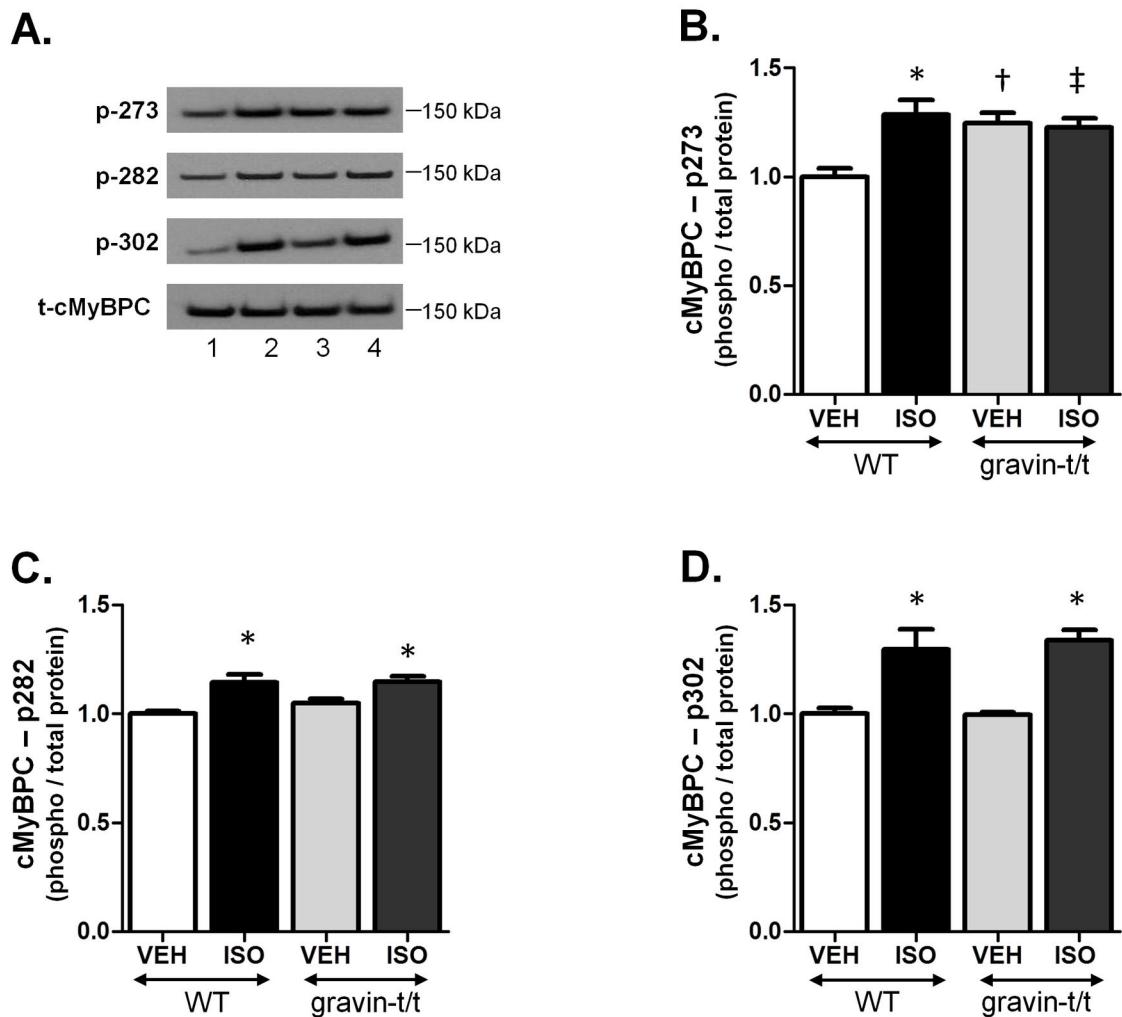 A.
p-273
150 kDa
p-282
150 kDa
p-302
150 kDa
t-cMyBPC
150 kDa
1 2 3 4
B.
cMyBPC – p273
(phospho / total protein)
1.5
1.0
0.5
0.0
* † ‡
VEH ISO VEH ISO
WT gravin-t/t
C.
cMyBPC – p282
(phospho / total protein)
1.5
1.0
0.5
0.0
* *
VEH ISO VEH ISO
WT gravin-t/t
D.
cMyBPC – p302
(phospho / total protein)
1.5
1.0
0.5
0.0
* *
VEH ISO VEH ISO
WT gravin-t/t